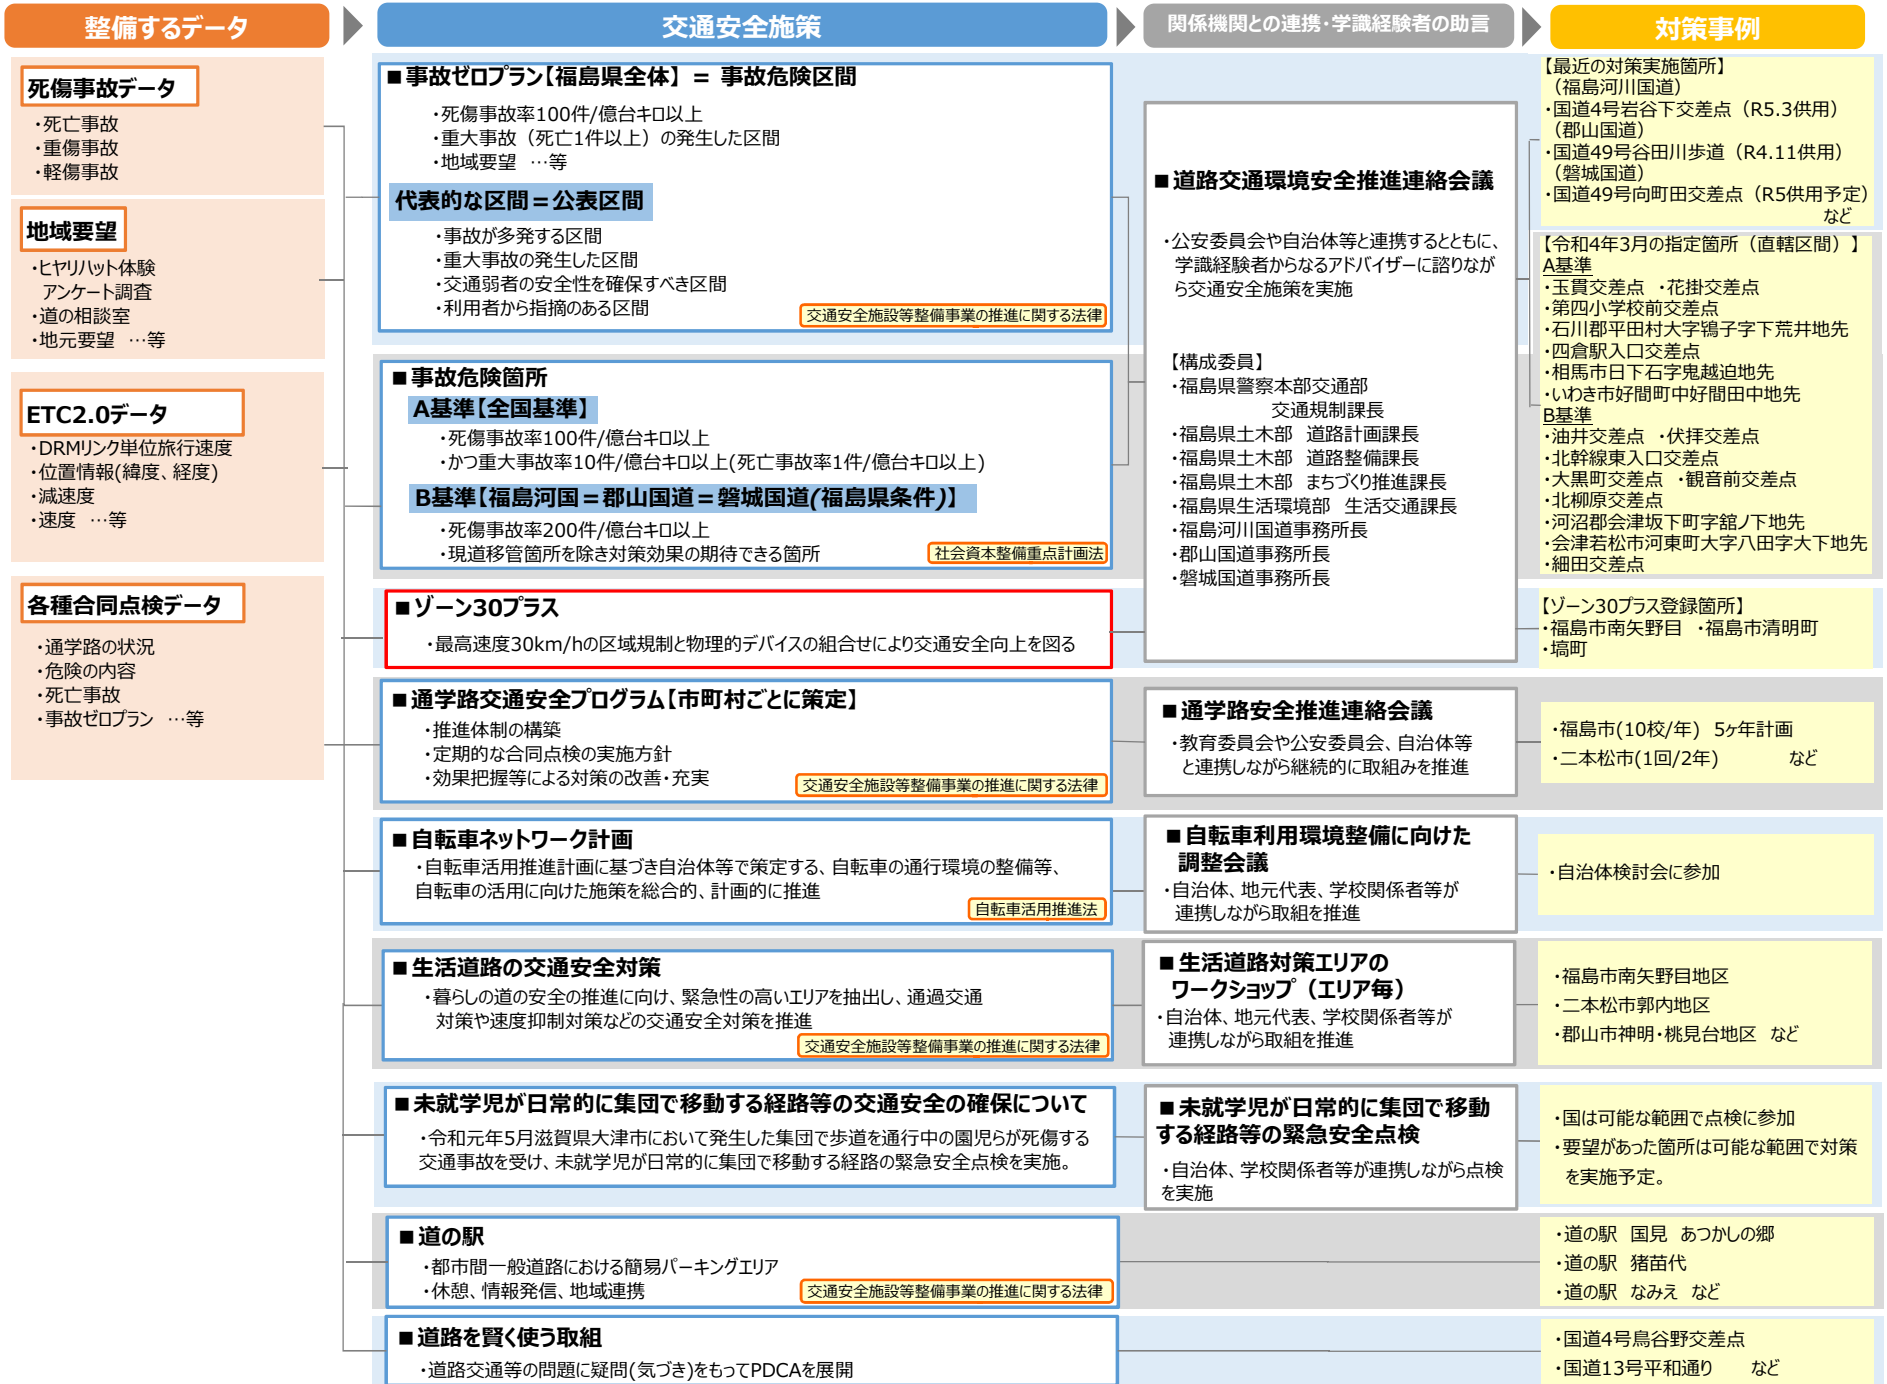 整備するデータ
交通安全施策
関係機関との連携・学識経験者の助言
対策事例
死傷事故データ
・死亡事故
・重傷事故
・軽傷事故
地域要望
・ヒヤリハット体験
アンケート調査
・道の相談室
・地元要望 …等
ETC2.0データ
・DRMリンク単位旅行速度
・位置情報(緯度、経度)
・減速度
・速度 …等
各種合同点検データ
・通学路の状況
・危険の内容
・死亡事故
・事故ゼロプラン …等
■事故ゼロプラン【福島県全体】 = 事故危険区間
・死傷事故率100件/億台キロ以上
・重大事故（死亡1件以上）の発生した区間
・地域要望 …等
代表的な区間＝公表区間
・事故が多発する区間
・重大事故の発生した区間
・交通弱者の安全性を確保すべき区間
・利用者から指摘のある区間
交通安全施設等整備事業の推進に関する法律
■事故危険箇所
A基準【全国基準】
・死傷事故率100件/億台キロ以上
・かつ重大事故率10件/億台キロ以上(死亡事故率1件/億台キロ以上)
B基準【福島河国＝郡山国道＝磐城国道(福島県条件)】
・死傷事故率200件/億台キロ以上
・現道移管箇所を除き対策効果の期待できる箇所
社会資本整備重点計画法
■ゾーン30プラス
・最高速度30km/hの区域規制と物理的デバイスの組合せにより交通安全向上を図る
■通学路交通安全プログラム【市町村ごとに策定】
・推進体制の構築
・定期的な合同点検の実施方針
・効果把握等による対策の改善・充実
交通安全施設等整備事業の推進に関する法律
■自転車ネットワーク計画
・自転車活用推進計画に基づき自治体等で策定する、自転車の通行環境の整備等、
自転車の活用に向けた施策を総合的、計画的に推進
自転車活用推進法
■生活道路の交通安全対策
・暮らしの道の安全の推進に向け、緊急性の高いエリアを抽出し、通過交通
対策や速度抑制対策などの交通安全対策を推進
交通安全施設等整備事業の推進に関する法律
■未就学児が日常的に集団で移動する経路等の交通安全の確保について
・令和元年5月滋賀県大津市において発生した集団で歩道を通行中の園児らが死傷する
交通事故を受け、未就学児が日常的に集団で移動する経路の緊急安全点検を実施。
■道の駅
・都市間一般道路における簡易パーキングエリア
・休憩、情報発信、地域連携
交通安全施設等整備事業の推進に関する法律
■道路を賢く使う取組
・道路交通等の問題に疑問(気づき)をもってPDCAを展開
■道路交通環境安全推進連絡会議
・公安委員会や自治体等と連携するとともに、
学識経験者からなるアドバイザーに諮りなが
ら交通安全施策を実施
【構成委員】
・福島県警察本部交通部
交通規制課長
・福島県土木部 道路計画課長
・福島県土木部 道路整備課長
・福島県土木部 まちづくり推進課長
・福島県生活環境部 生活交通課長
・福島河川国道事務所長
・郡山国道事務所長
・磐城国道事務所長
■通学路安全推進連絡会議
・教育委員会や公安委員会、自治体等
と連携しながら継続的に取組みを推進
■自転車利用環境整備に向けた
調整会議
・自治体、地元代表、学校関係者等が
連携しながら取組を推進
■生活道路対策エリアの
ワークショップ（エリア毎）
・自治体、地元代表、学校関係者等が
連携しながら取組を推進
■未就学児が日常的に集団で移動
する経路等の緊急安全点検
・自治体、学校関係者等が連携しながら点検
を実施
【最近の対策実施箇所】
（福島河川国道）
・国道4号岩谷下交差点（R5.3供用）
（郡山国道）
・国道49号谷田川歩道（R4.11供用）
（磐城国道）
・国道49号向町田交差点（R5供用予定）
など
【令和4年3月の指定箇所（直轄区間）】
A基準
・玉貫交差点 ・花掛交差点
・第四小学校前交差点
・石川郡平田村大字鴇子字下荒井地先
・四倉駅入口交差点
・相馬市日下石字鬼越迫地先
・いわき市好間町中好間田中地先
B基準
・油井交差点 ・伏拝交差点
・北幹線東入口交差点
・大黒町交差点 ・観音前交差点
・北柳原交差点
・河沼郡会津坂下町字舘ノ下地先
・会津若松市河東町大字八田字大下地先
・細田交差点
【ゾーン30プラス登録箇所】
・福島市南矢野目 ・福島市清明町
・塙町
・福島市(10校/年) 5ヶ年計画
・二本松市(1回/2年) など
・自治体検討会に参加
・福島市南矢野目地区
・二本松市郭内地区
・郡山市神明・桃見台地区 など
・国は可能な範囲で点検に参加
・要望があった箇所は可能な範囲で対策
を実施予定。
・道の駅 国見 あつかしの郷
・道の駅 猪苗代
・道の駅 なみえ など
・国道4号鳥谷野交差点
・国道13号平和通り など